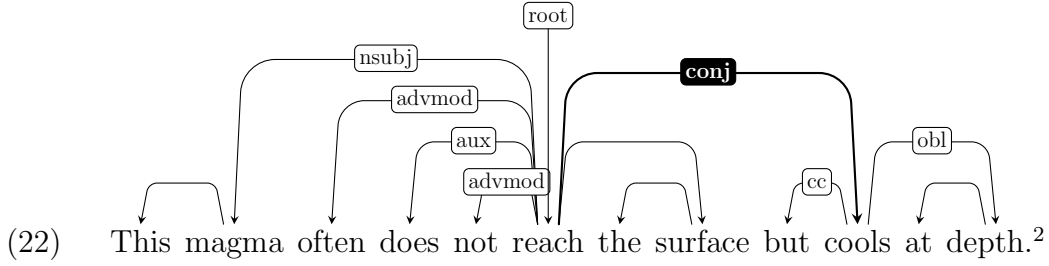 root
nsubj
conj
advmod
aux
obl
advmod
cc
(22) This magma often does not reach the surface but cools at depth.²